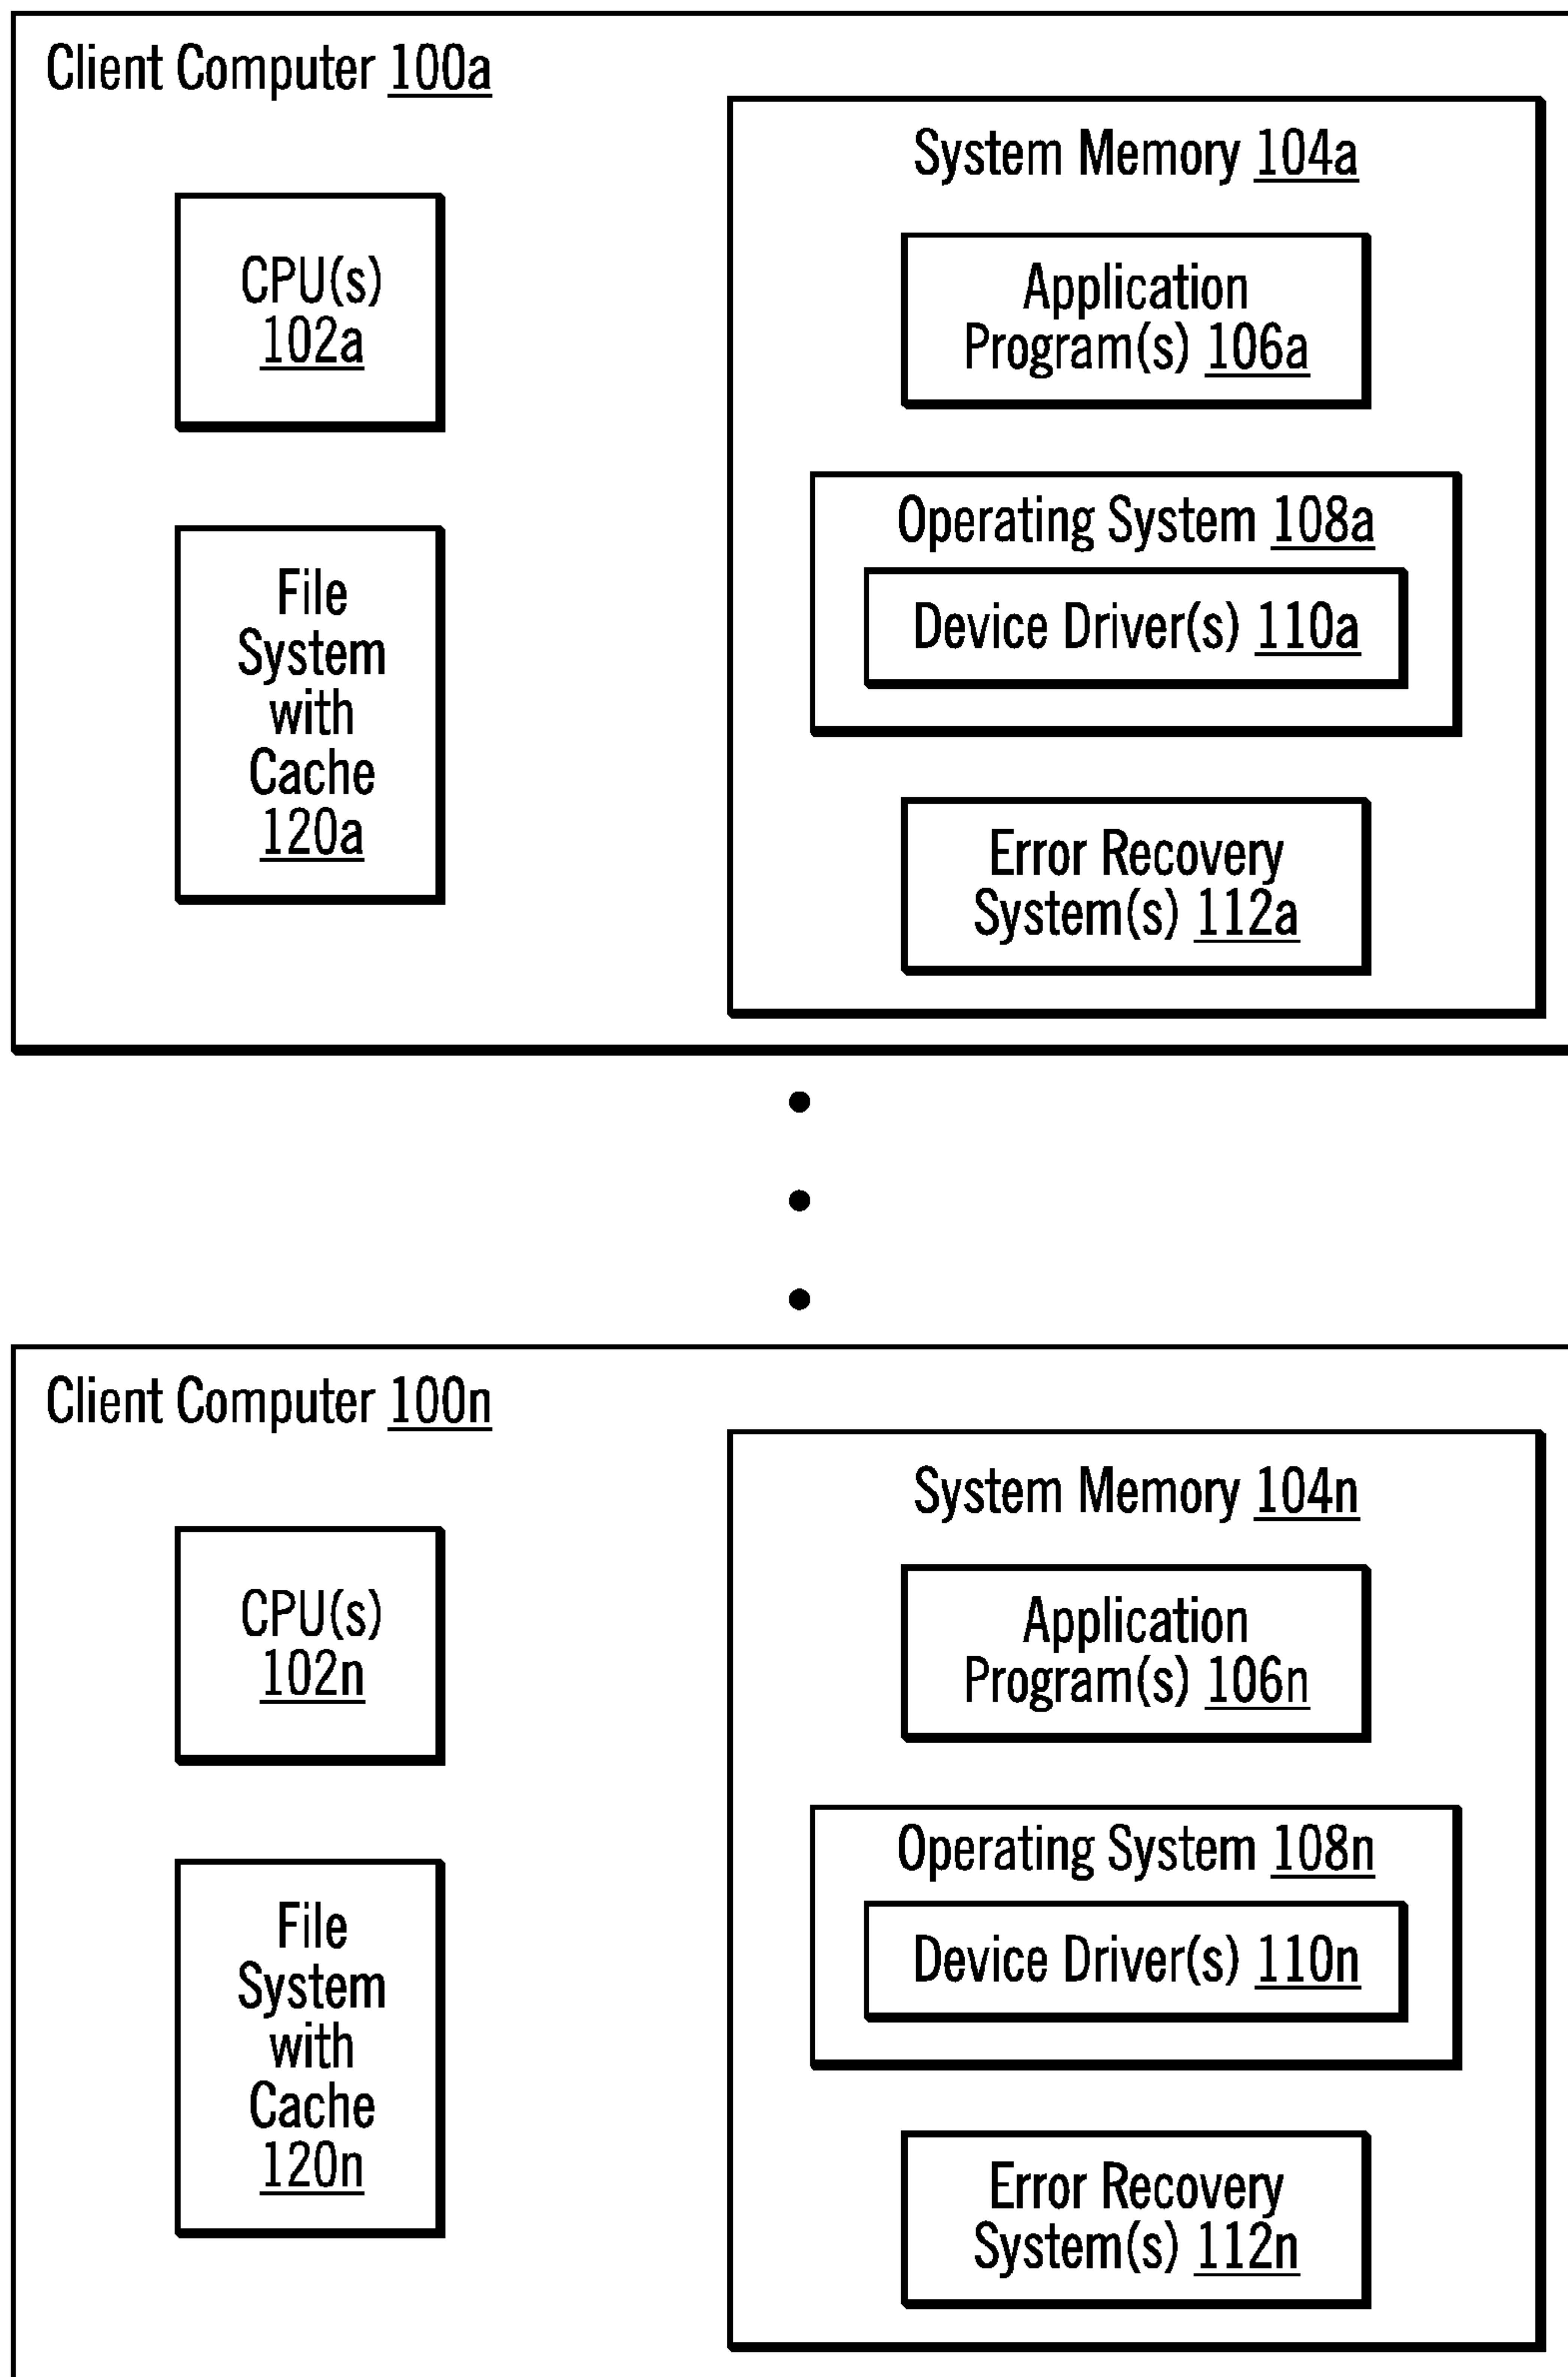 Client Computer 100a
CPU(s)
102a
File
System
with
Cache
120a
System Memory 104a
Application
Program(s) 106a
Operating System 108a
Device Driver(s) 110a
Error Recovery
System(s) 112a
Client Computer 100n
CPU(s)
102n
File
System
with
Cache
120n
System Memory 104n
Application
Program(s) 106n
Operating System 108n
Device Driver(s) 110n
Error Recovery
System(s) 112n